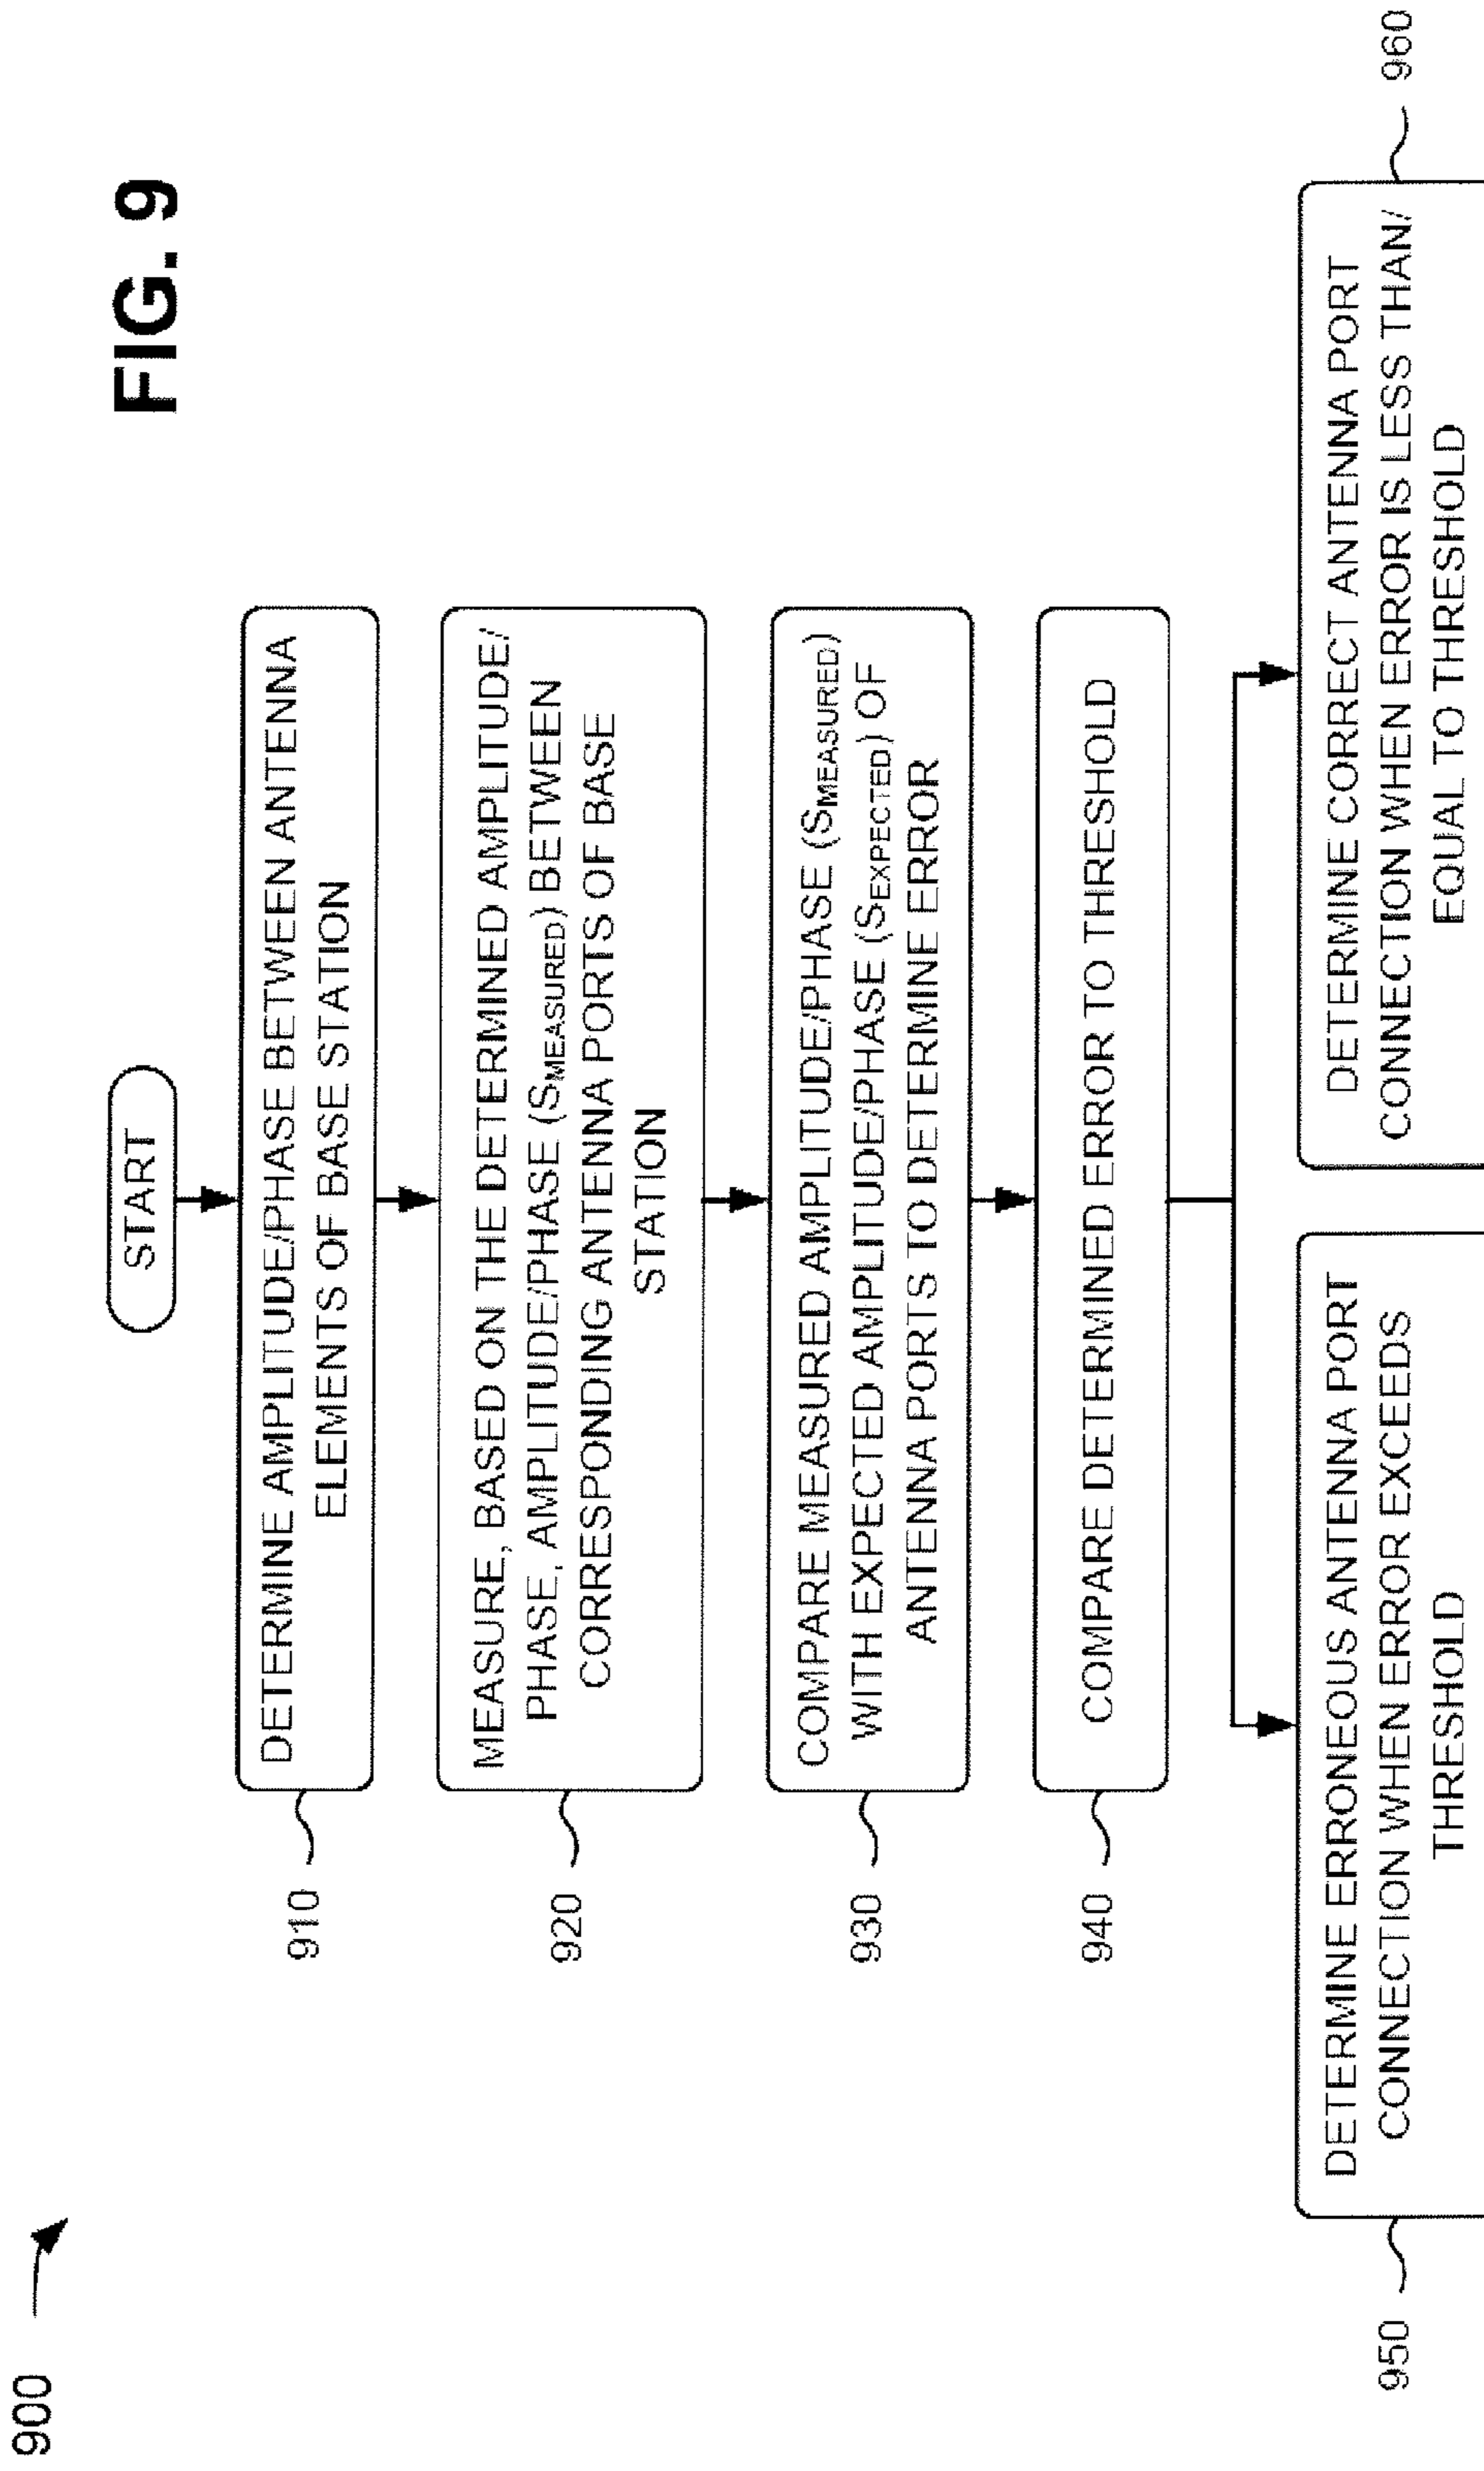 900
FIG. 9
START
910
DETERMINE AMPLITUDE/PHASE BETWEEN ANTENNA
ELEMENTS OF BASE STATION
920
MEASURE, BASED ON THE DETERMINED AMPLITUDE/
PHASE, AMPLITUDE/PHASE (SMEASURED) BETWEEN
CORRESPONDING ANTENNA PORTS OF BASE
STATION
930
COMPARE MEASURED AMPLITUDE/PHASE (SMEASURED)
WITH EXPECTED AMPLITUDE/PHASE (SEXPECTED) OF
ANTENNA PORTS TO DETERMINE ERROR
940
COMPARE DETERMINED ERROR TO THRESHOLD
950
DETERMINE ERRONEOUS ANTENNA PORT
CONNECTION WHEN ERROR EXCEEDS
THRESHOLD
DETERMINE CORRECT ANTENNA PORT
CONNECTION WHEN ERROR IS LESS THAN/
EQUAL TO THRESHOLD
960